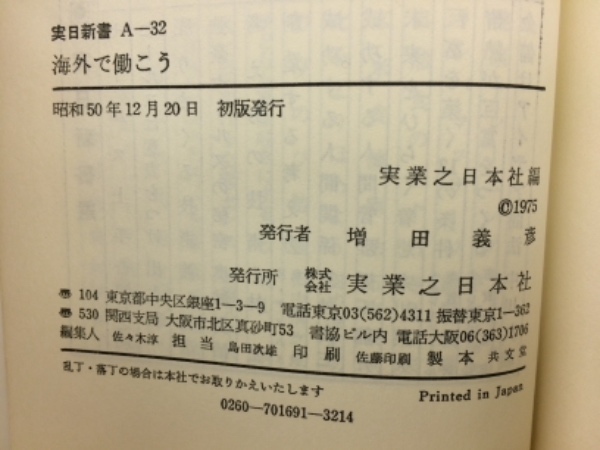 実日新書 A—32
海外で働こう
昭和50年12月20日 初版発行
実業之日本社編
©1975
発行者 増田義彦
発行所 株式会社 実業之日本社
〠 104 東京都中央区銀座1—3—9 電話東京03(562)4311 振替東京1—362
〠 530 関西支局 大阪市北区真砂町53 書協ビル内 電話大阪06(363)1706
編集人 佐々木淳 担当 島田次雄 印刷 佐藤印刷 製本 共文堂
乱丁・落丁の場合は本社でお取りかえいたします
Printed in Japan
0260—701691—3214